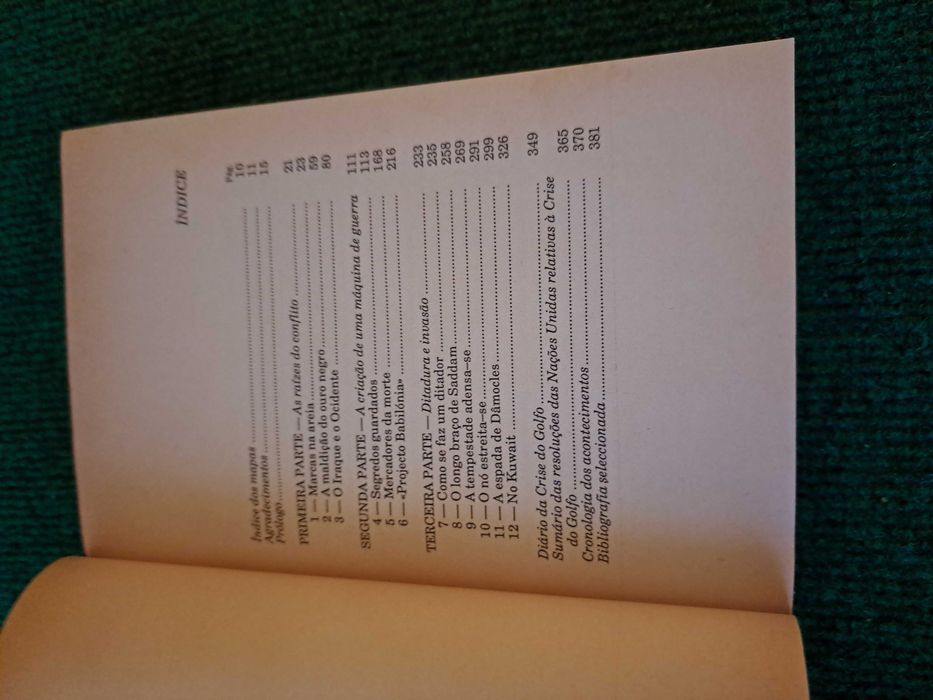 ÍNDICE
Pág.
Índice dos mapas 10
Agradecimentos 11
Prólogo 15
PRIMEIRA PARTE — As raízes do conflito 21
1 — Marcas na areia 23
2 — A maldição do ouro negro 59
3 — O Iraque e o Ocidente 80
SEGUNDA PARTE — A criação de uma máquina de guerra 111
4 — Segredos guardados 113
5 — Mercadores da morte 168
6 — «Projecto Babilónia» 216
TERCEIRA PARTE — Ditadura e invasão 233
7 — Como se faz um ditador 235
8 — O longo braço de Saddam 258
9 — A tempestade adensa-se 269
10 — O nó estreita-se 291
11 — A espada de Dâmocles 299
12 — No Kuwait 326
Diário da Crise do Golfo 349
Sumário das resoluções das Nações Unidas relativas à Crise
do Golfo 365
Cronologia dos acontecimentos 370
Bibliografia seleccionada 381